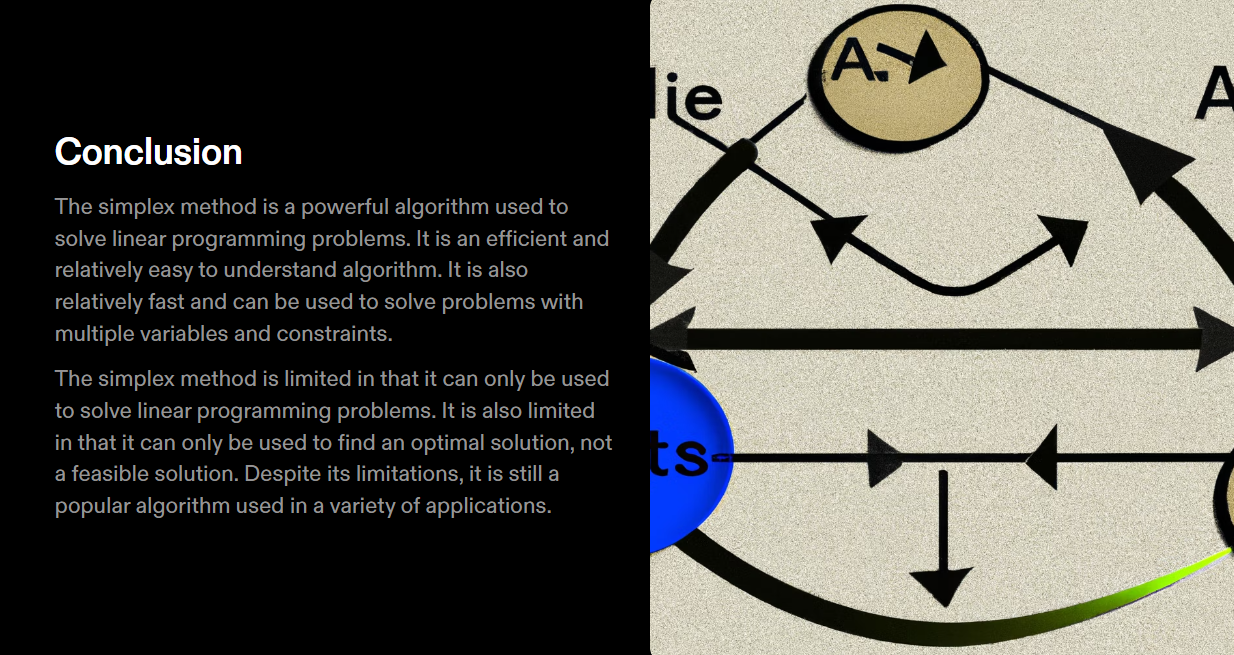 Conclusion
The simplex method is a powerful algorithm used to
solve linear programming problems. It is an efficient and
relatively easy to understand algorithm. It is also
relatively fast and can be used to solve problems with
multiple variables and constraints.
The simplex method is limited in that it can only be used
to solve linear programming problems. It is also limited
in that it can only be used to find an optimal solution, not
a feasible solution. Despite its limitations, it is still a
popular algorithm used in a variety of applications.
A.
lie
A
ts